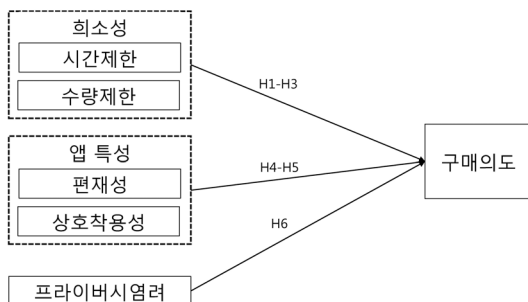 희소성
시간제한
수량제한
H1-H3
앱 특성
편재성
상호착용성
H4-H5
구매의도
H6
프라이버시염려